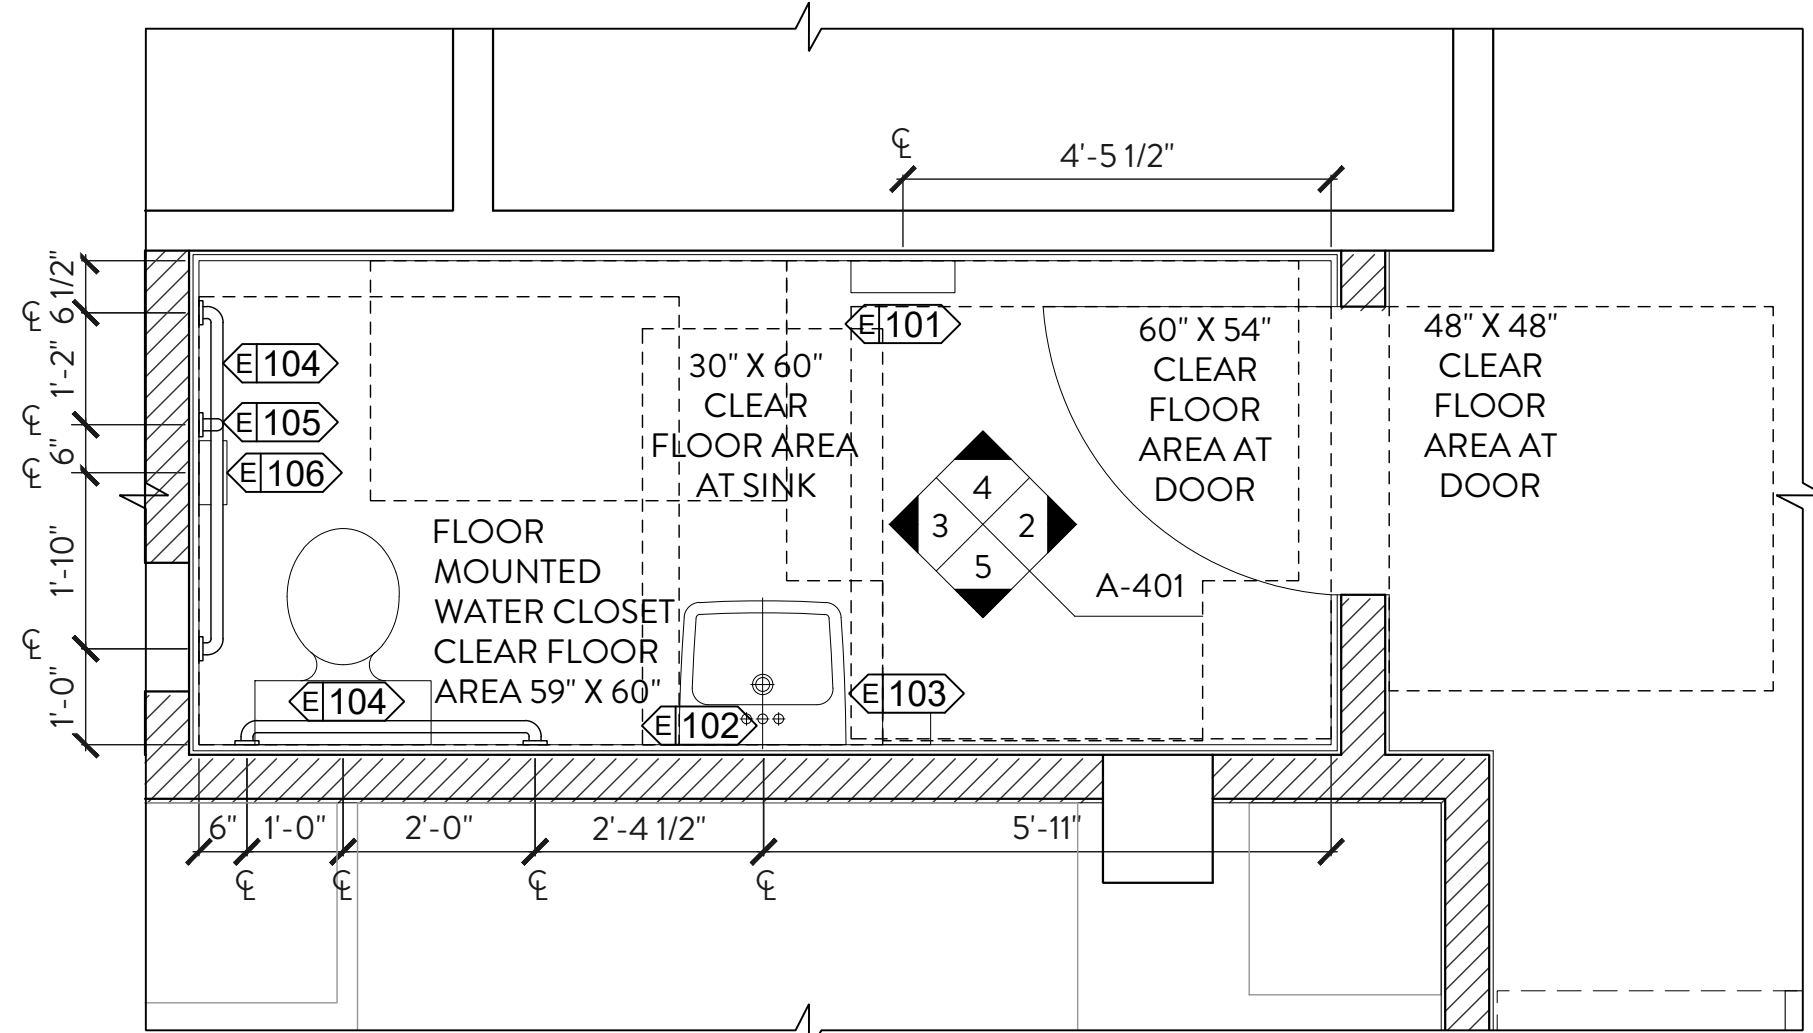 ℄
4'-5 1/2"
6 1/2"
℄
1'-2"
℄
6"
℄
1'-10"
℄
1'-0"
E 101
E 104
E 105
E 106
30" X 60"
CLEAR
FLOOR AREA
AT SINK
60" X 54"
CLEAR
FLOOR
AREA AT
DOOR
48" X 48"
CLEAR
FLOOR
AREA AT
DOOR
4
3
2
5
A-401
FLOOR
MOUNTED
WATER CLOSET
CLEAR FLOOR
AREA 59" X 60"
E 104
E 102
E 103
6"
1'-0"
2'-0"
2'-4 1/2"
5'-11"
℄
℄
℄
℄